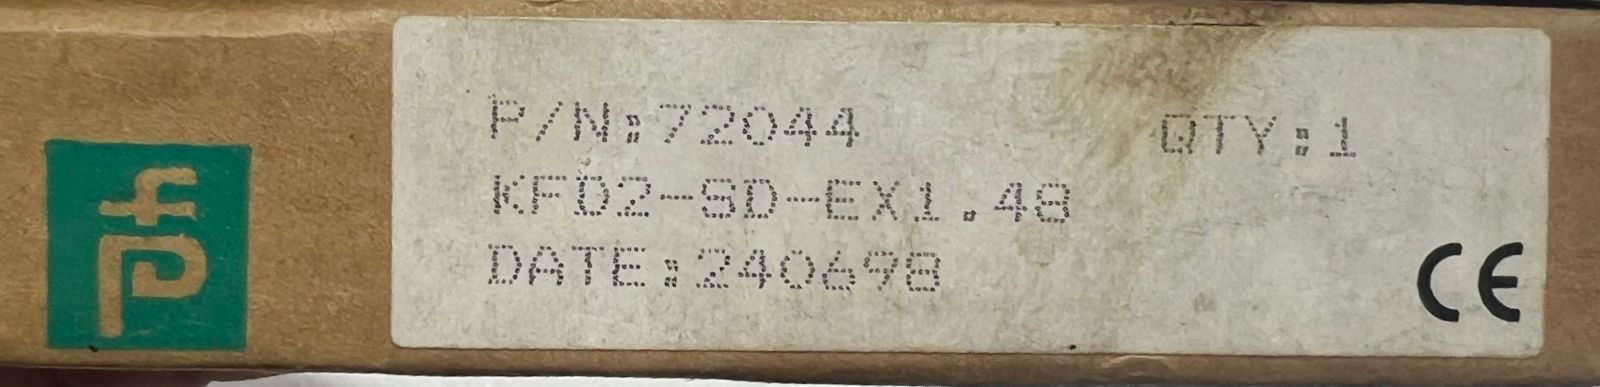 P/N:72044 QTY:1
KFD2-SD-EX1.48
DATE:240698
CE